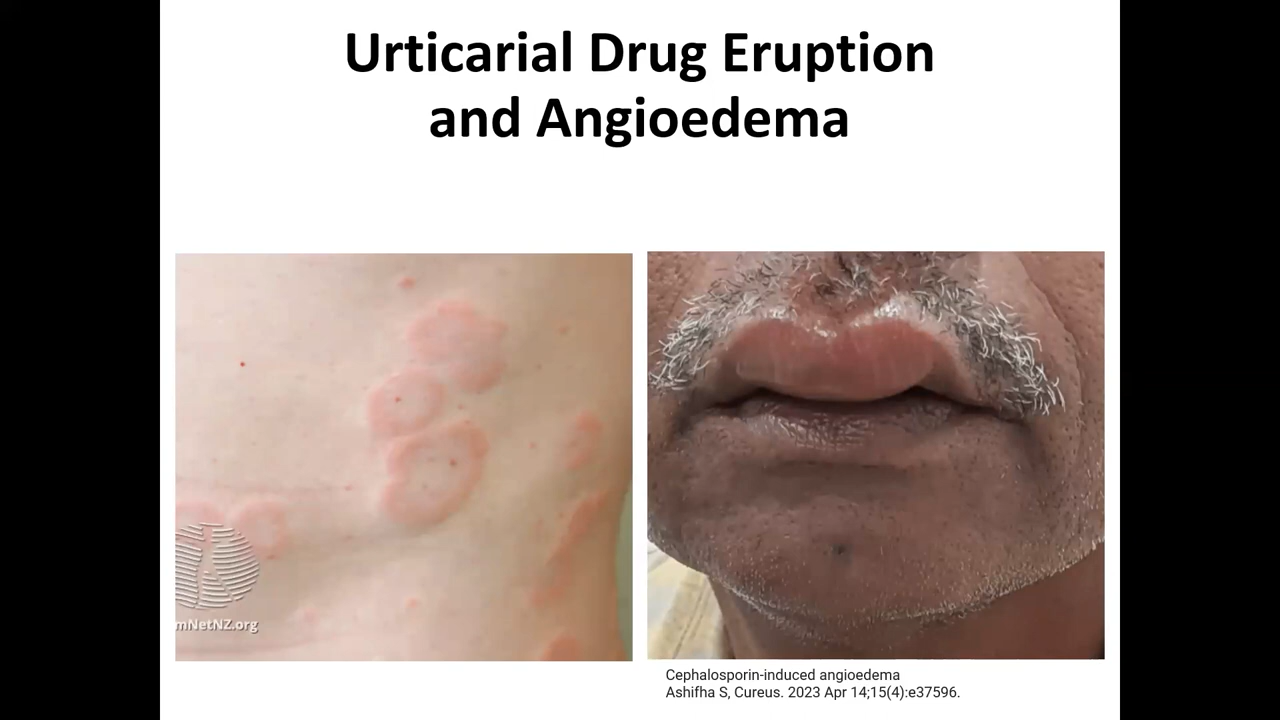 Urticarial Drug Eruption
and Angioedema
mNetNZ.org
Cephalosporin-induced angioedema
Ashifha S, Cureus. 2023 Apr 14;15(4):e37596.